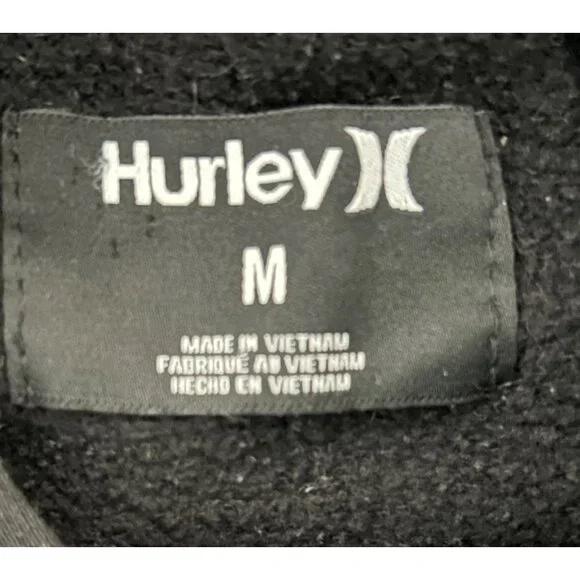 Hurley
M
MADE IN VIETNAM
FABRIQUÉ AU VIETNAM
HECHO EN VIETNAM